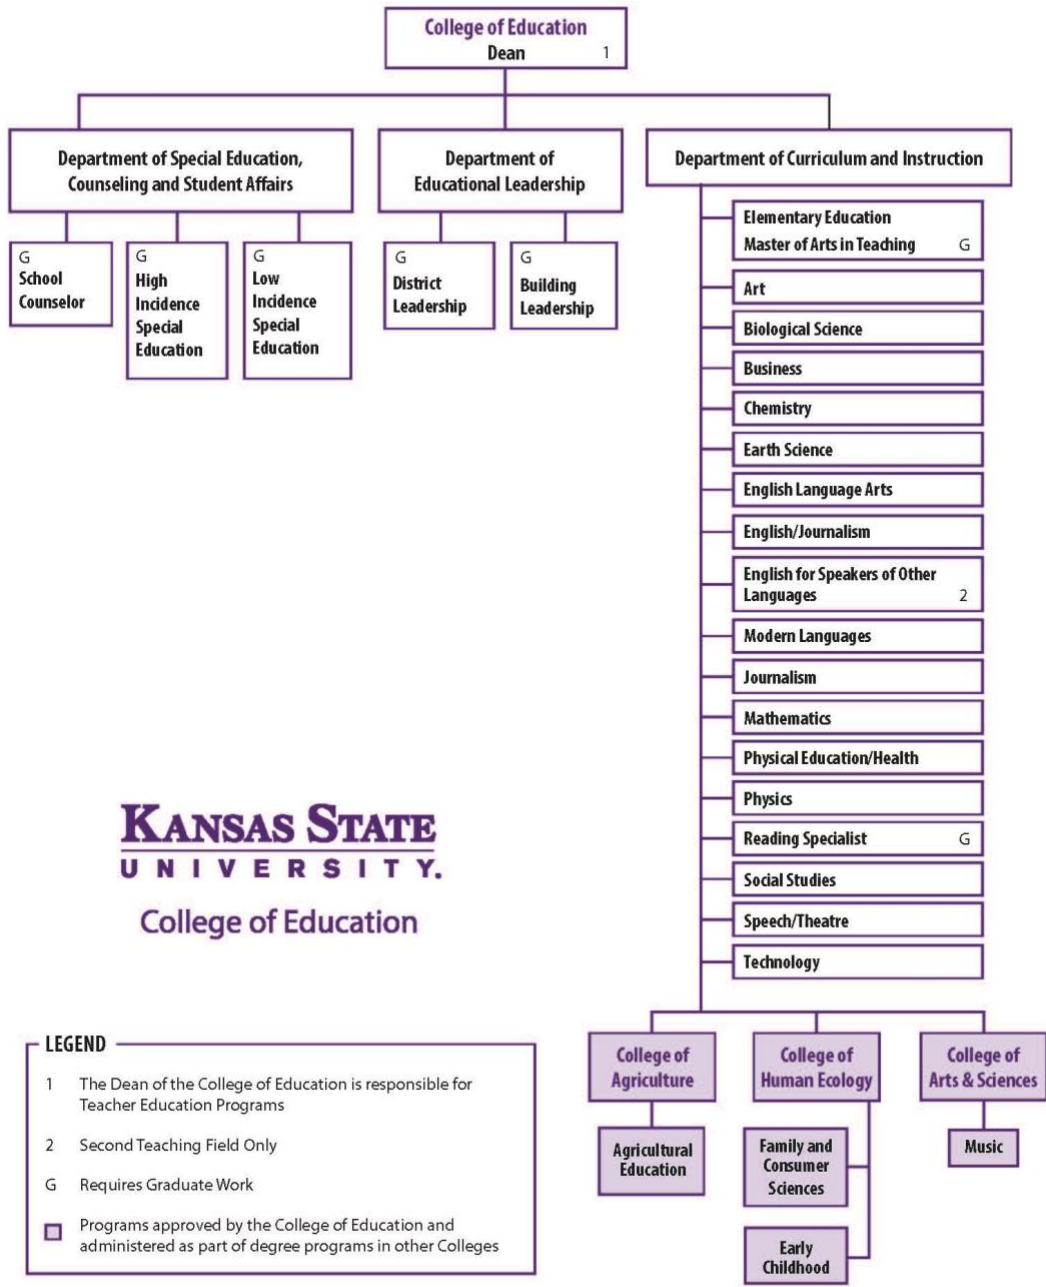 College of Education
Dean 1
Department of Special Education,
Counseling and Student Affairs
Department of
Educational Leadership
Department of Curriculum and Instruction
G
School
Counselor
G
High
Incidence
Special
Education
G
Low
Incidence
Special
Education
G
District
Leadership
G
Building
Leadership
Elementary Education
Master of Arts in Teaching G
Art
Biological Science
Business
Chemistry
Earth Science
English Language Arts
English/Journalism
English for Speakers of Other
Languages 2
Modern Languages
Journalism
Mathematics
Physical Education/Health
Physics
Reading Specialist G
Social Studies
Speech/Theatre
Technology
KANSAS STATE
UNIVERSITY.
College of Education
College of
Agriculture
Agricultural
Education
College of
Human Ecology
Family and
Consumer
Sciences
Early
Childhood
College of
Arts & Sciences
Music
LEGEND
1 The Dean of the College of Education is responsible for
Teacher Education Programs
2 Second Teaching Field Only
G Requires Graduate Work
Programs approved by the College of Education and
administered as part of degree programs in other Colleges